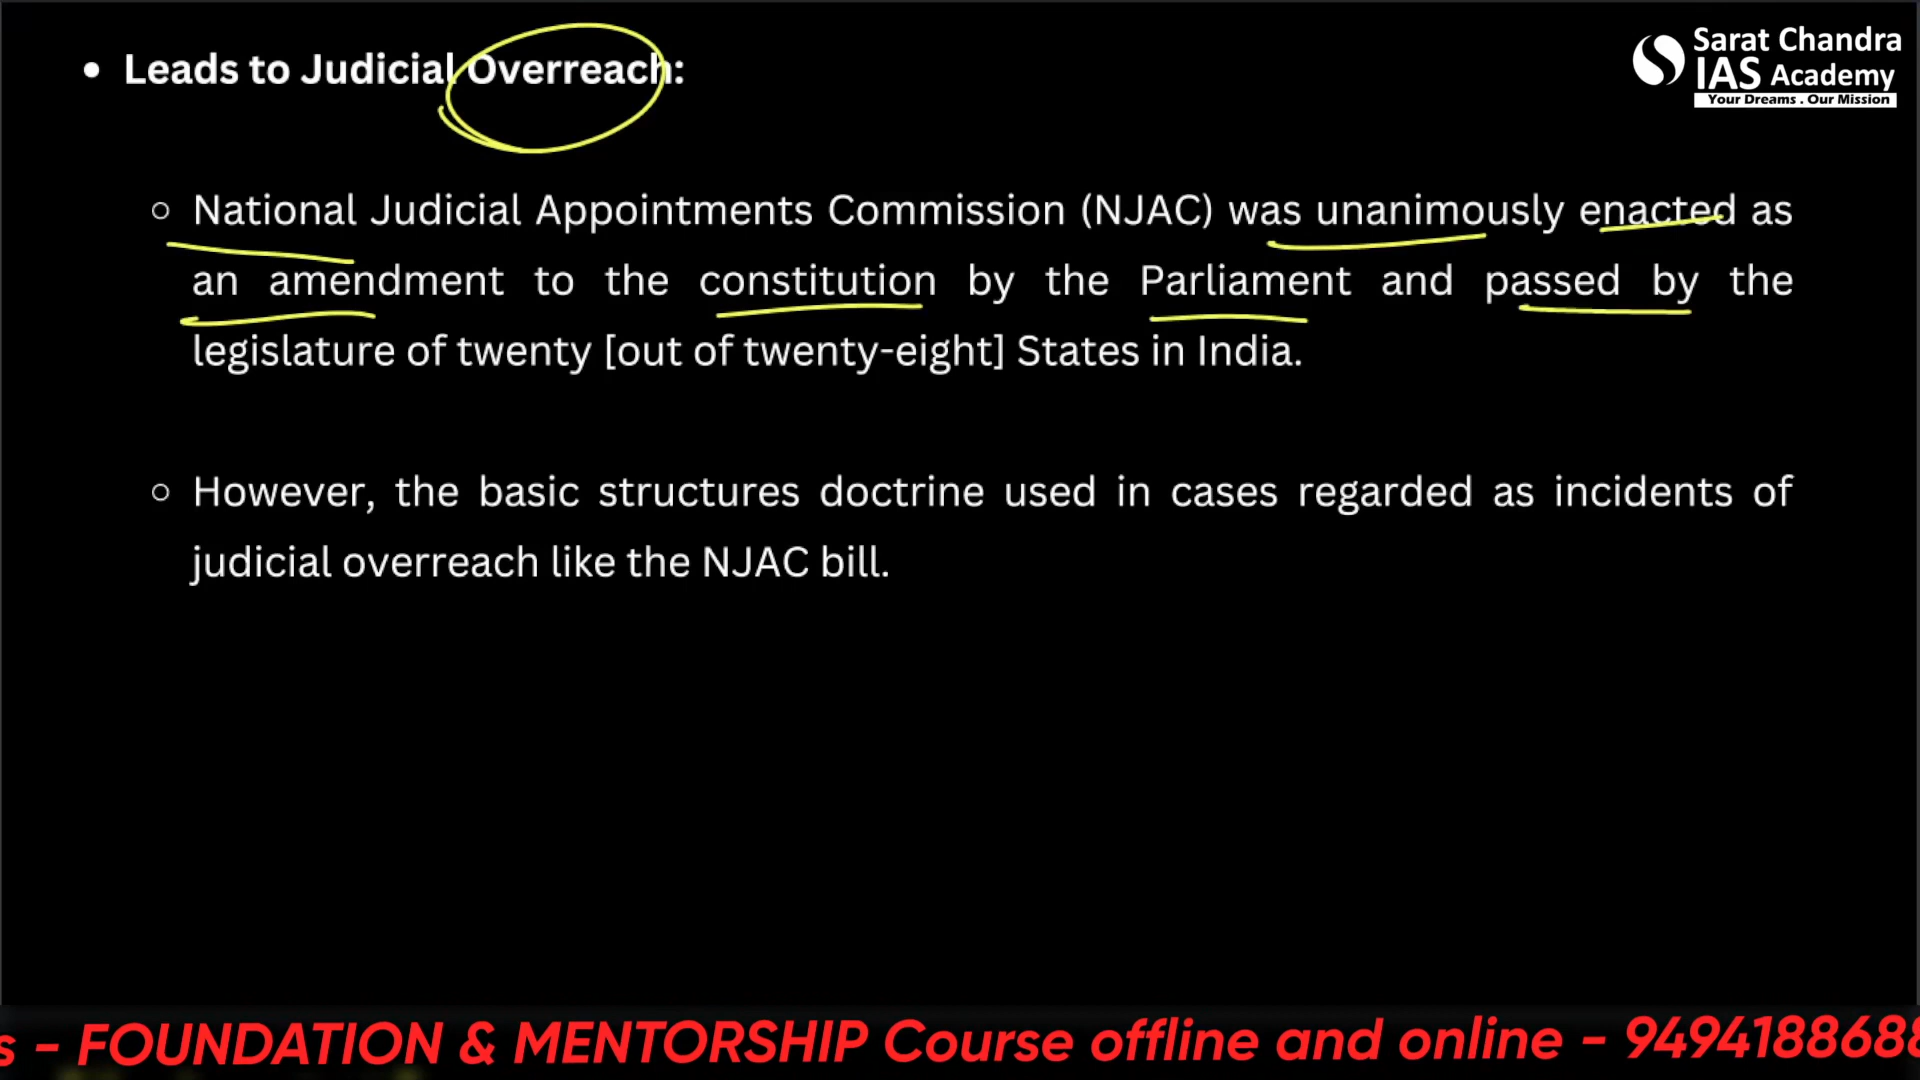 Leads to Judicial Overreach:
Sarat Chandra
IAS Academy
Your Dreams . Our Mission
National Judicial Appointments Commission (NJAC) was unanimously enacted as
an amendment to the constitution by the Parliament and passed by the
legislature of twenty [out of twenty-eight] States in India.
However, the basic structures doctrine used in cases regarded as incidents of
judicial overreach like the NJAC bill.
s - FOUNDATION & MENTORSHIP Course offline and online - 9494188688